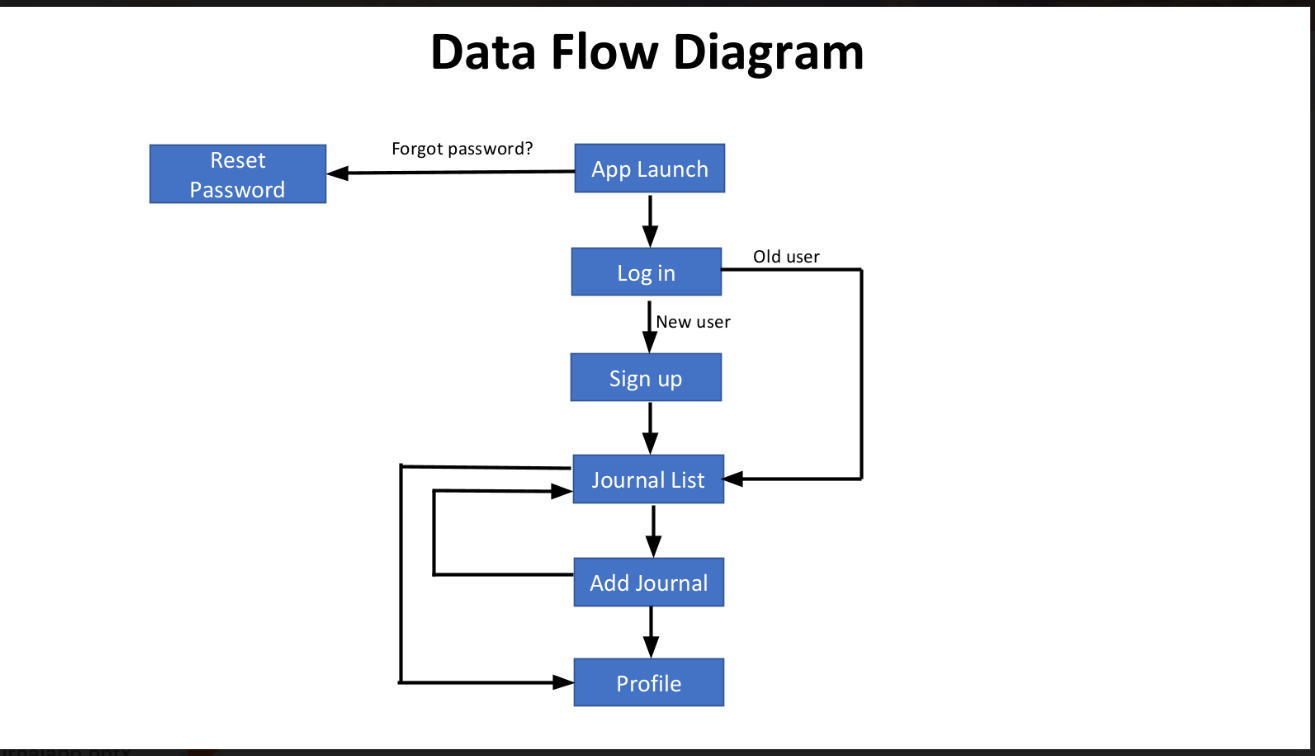 Data Flow Diagram
Forgot password?
Reset
Password
App Launch
Log in
Old user
New user
Sign up
Journal List
Add Journal
Profile